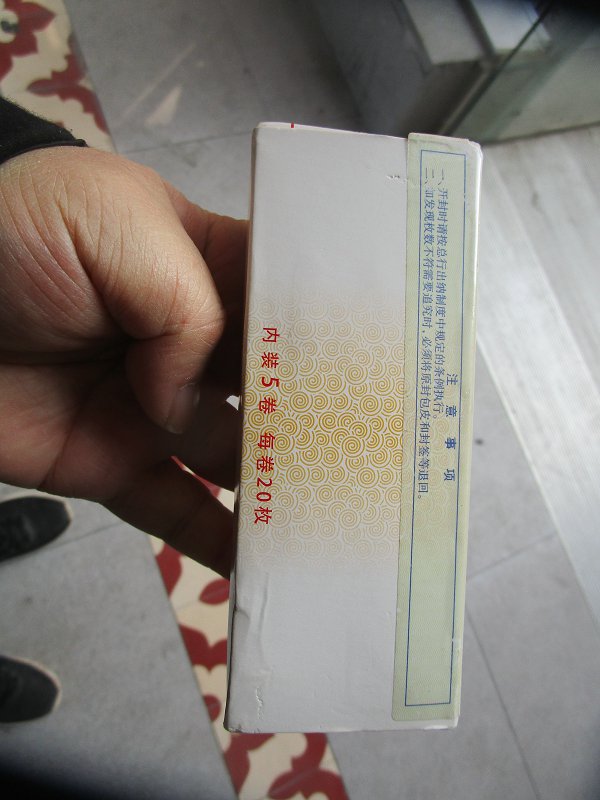 注意事项
一、开封时请按总行出纳制度中规定的条例执行。
二、如发现枚数不符需要追究时,必须将原封包皮和封签等退回。
内装5卷 每卷20枚